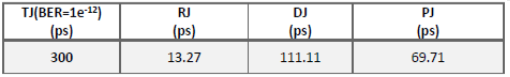 TJ(BER=1e⁻¹²) RJ DJ PJ
(ps) (ps) (ps) (ps)
300 13.27 111.11 69.71